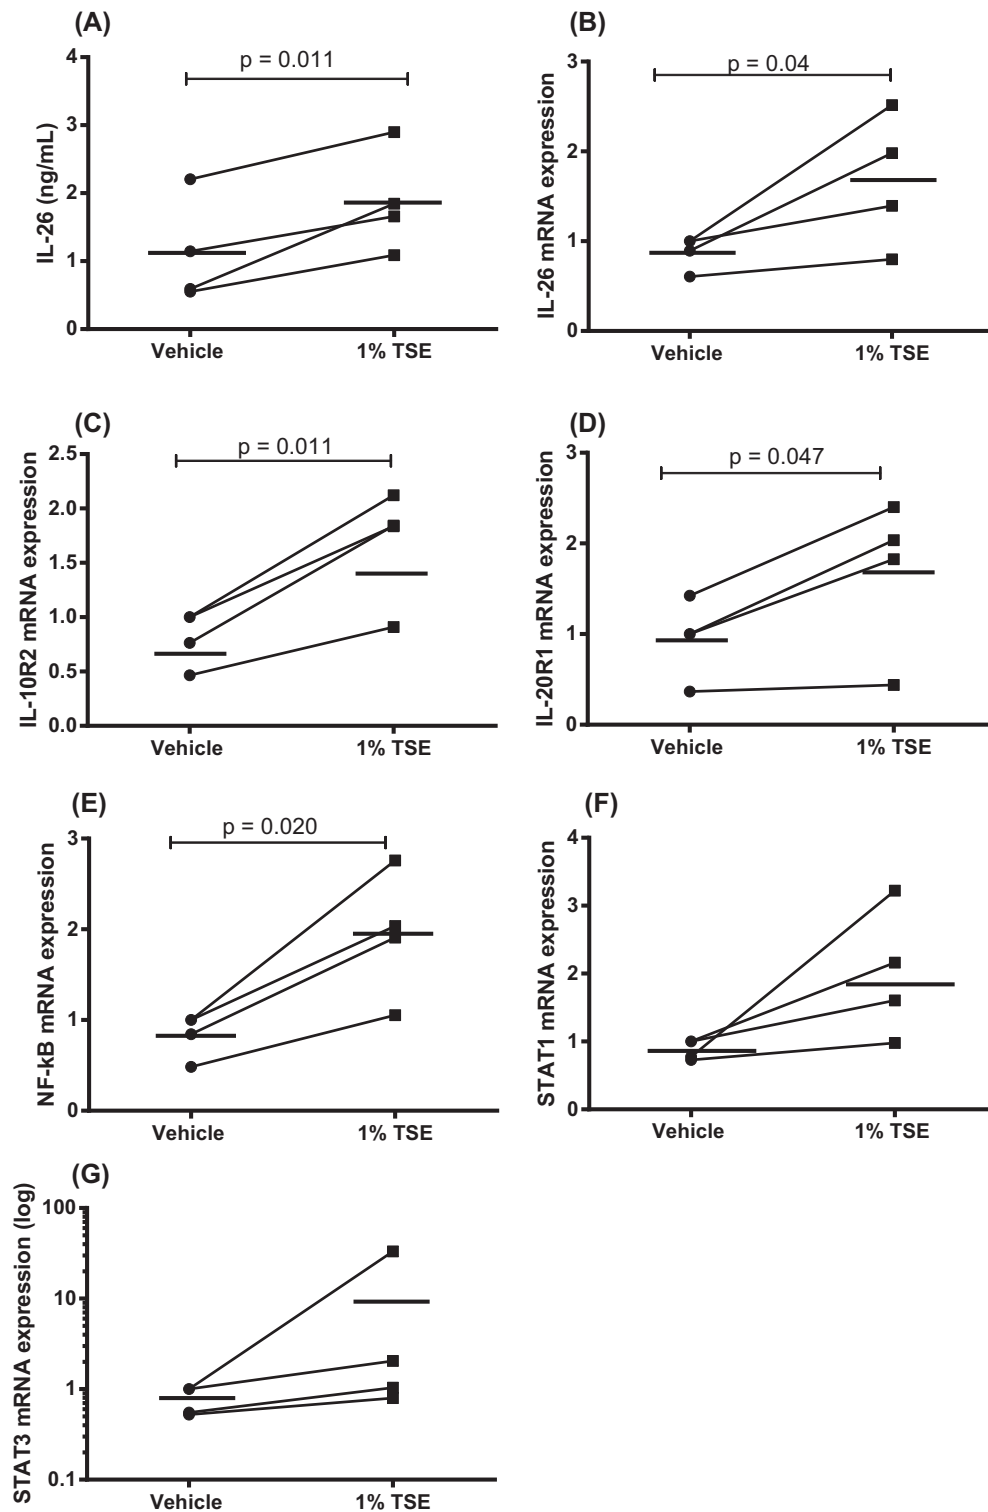 (A)
p = 0.011
IL-26 (ng/mL)
4
3
2
1
0
Vehicle
1% TSE
(B)
p = 0.04
IL-26 mRNA expression
3
2
1
0
Vehicle
1% TSE
(C)
p = 0.011
IL-10R2 mRNA expression
2.5
2.0
1.5
1.0
0.5
0.0
Vehicle
1% TSE
(D)
p = 0.047
IL-20R1 mRNA expression
3
2
1
0
Vehicle
1% TSE
(E)
p = 0.020
NF-kB mRNA expression
3
2
1
0
Vehicle
1% TSE
(F)
STAT1 mRNA expression
4
3
2
1
0
Vehicle
1% TSE
(G)
STAT3 mRNA expression (log)
100
10
1
0.1
Vehicle
1% TSE